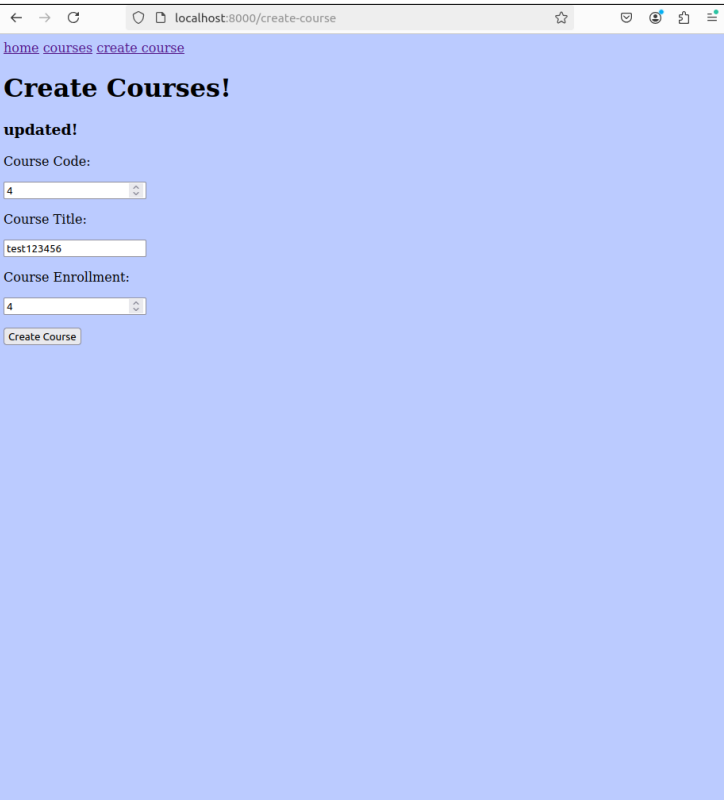 localhost:8000/create-course
home courses create course
Create Courses!
updated!
Course Code:
4
Course Title:
test123456
Course Enrollment:
4
Create Course